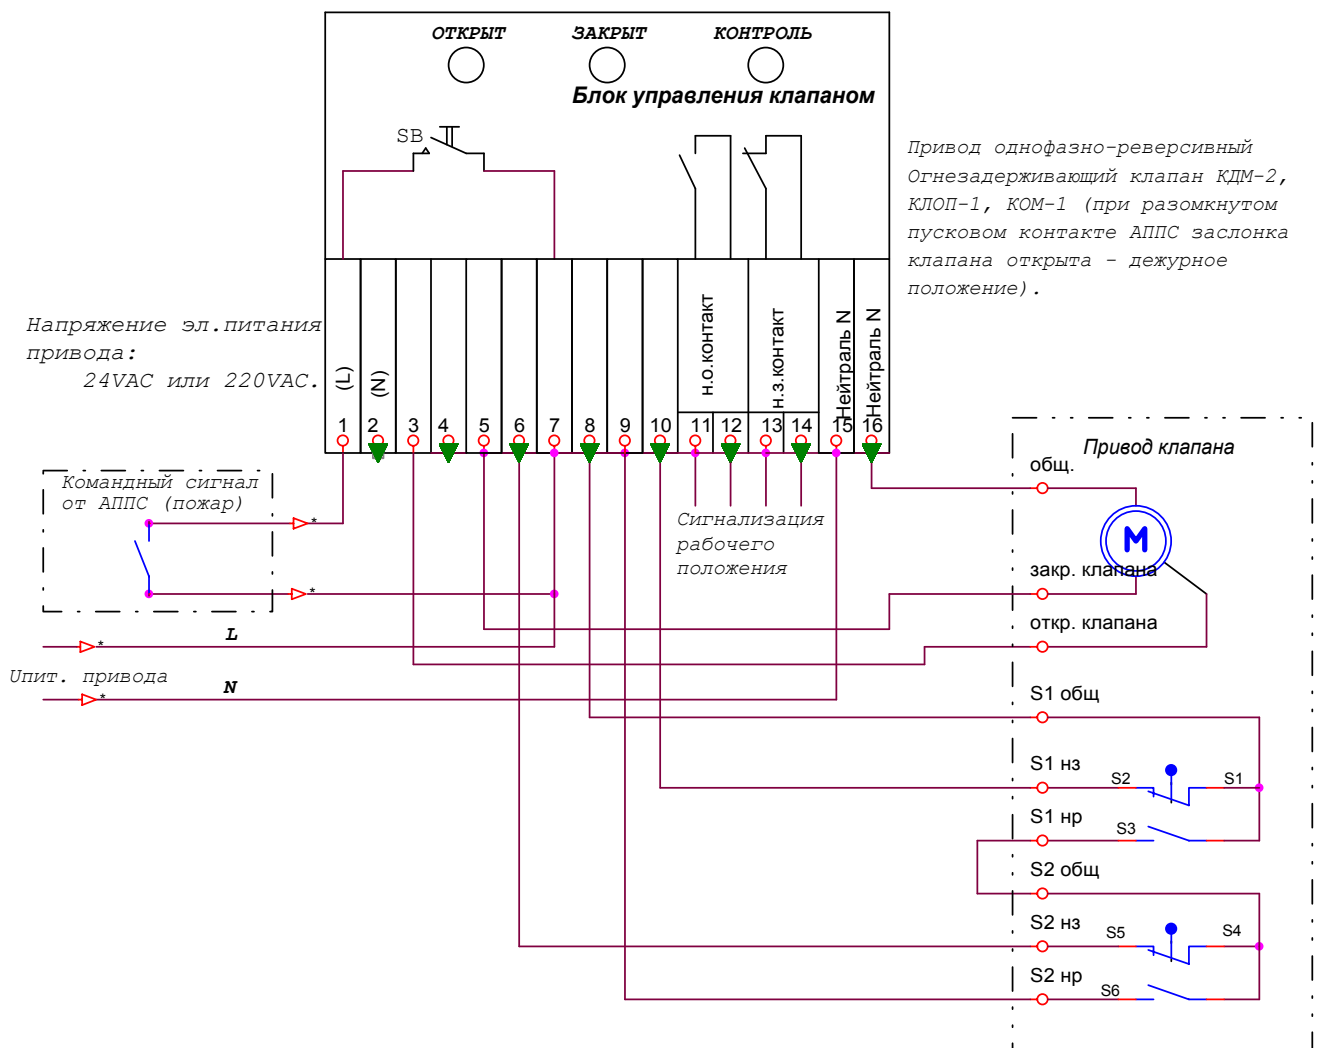 ОТКРЫТ ЗАКРЫТ КОНТРОЛЬ
Блок управления клапаном
SB
Привод однофазно-реверсивный
Огнезадерживающий клапан КДМ-2,
КЛОП-1, КОМ-1 (при разомкнутом
пусковом контакте АППС заслонка
клапана открыта - дежурное
положение).
Напряжение эл.питания
привода:
24VAC или 220VAC.
(L)
(N)
н.о.контакт
н.з.контакт
Нейтраль N
Нейтраль N
1 2 3 4 5 6 7 8 9 10 11 12 13 14 15 16
Командный сигнал
от АППС (пожар)
*
*
Сигнализация
рабочего
положения
L
*
Uпит. привода
N
*
Привод клапана
общ.
M
закр. клапана
откр. клапана
S1 общ
S1 нз
S2 S1
S1 нр
S3
S2 общ
S2 нз
S5 S4
S2 нр
S6